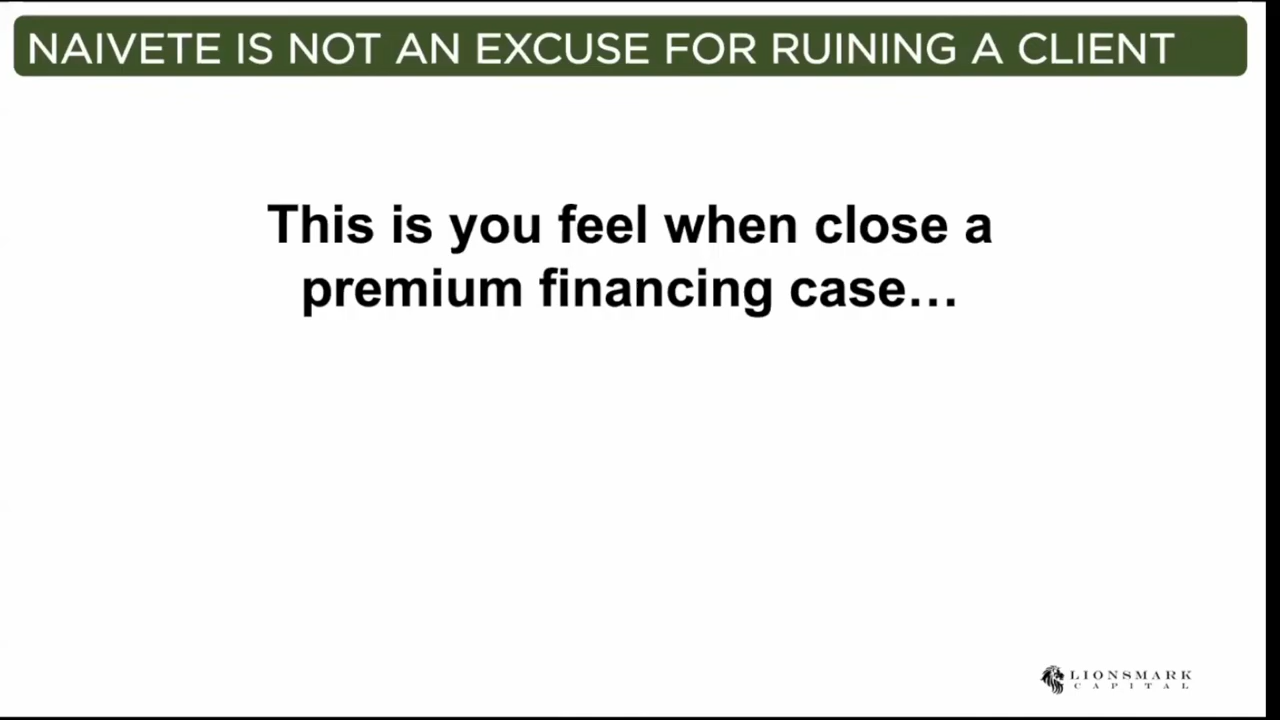 NAIVETE IS NOT AN EXCUSE FOR RUINING A CLIENT
This is you feel when close a
premium financing case…
LIONSMARK
CAPITAL